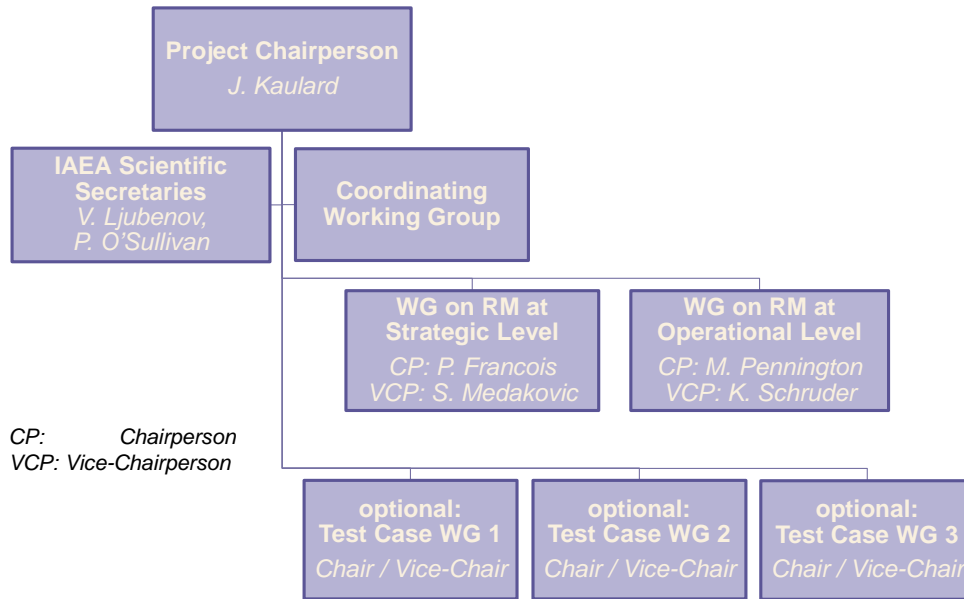 Project Chairperson
J. Kaulard
IAEA Scientific
Secretaries
V. Ljubenov,
P. O'Sullivan
Coordinating
Working Group
WG on RM at
Strategic Level
CP: P. Francois
VCP: S. Medakovic
WG on RM at
Operational Level
CP: M. Pennington
VCP: K. Schruder
CP: Chairperson
VCP: Vice-Chairperson
optional:
Test Case WG 1
Chair / Vice-Chair
optional:
Test Case WG 2
Chair / Vice-Chair
optional:
Test Case WG 3
Chair / Vice-Chair